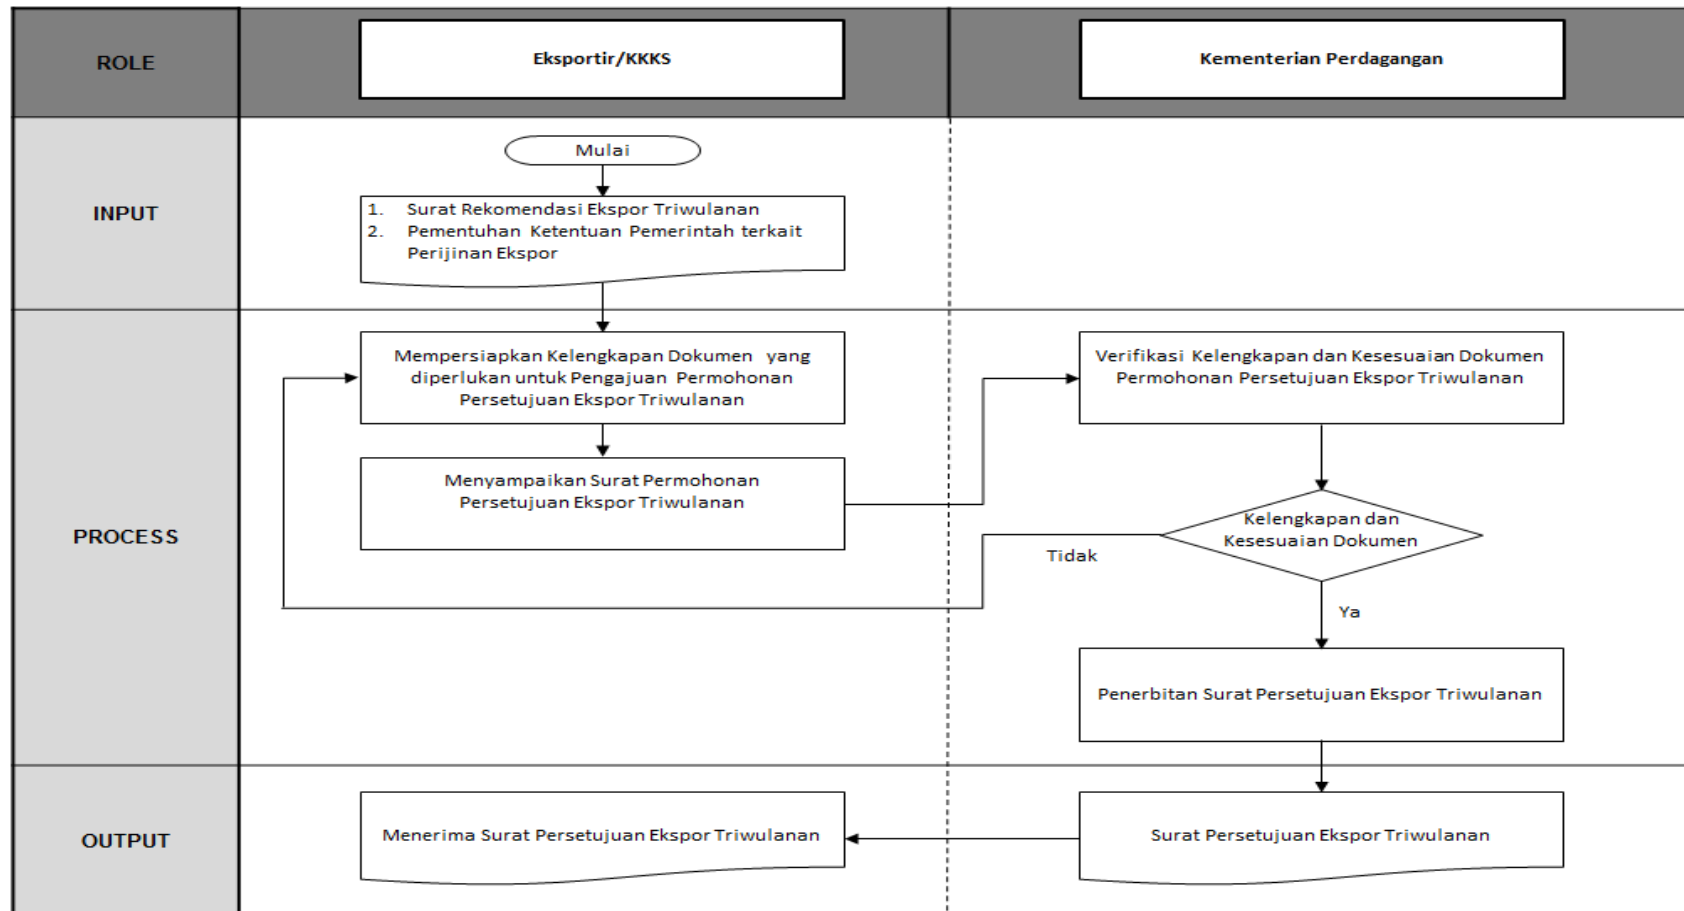 ROLE
Eksportir/KKKS
Kementerian Perdagangan
INPUT
Mulai
1. Surat Rekomendasi Ekspor Triwulanan
2. Pementuhan Ketentuan Pemerintah terkait
Perijinan Ekspor
PROCESS
Mempersiapkan Kelengkapan Dokumen yang
diperlukan untuk Pengajuan Permohonan
Persetujuan Ekspor Triwulanan
Menyampaikan Surat Permohonan
Persetujuan Ekspor Triwulanan
Verifikasi Kelengkapan dan Kesesuaian Dokumen
Permohonan Persetujuan Ekspor Triwulanan
Kelengkapan dan
Kesesuaian Dokumen
Tidak
Ya
Penerbitan Surat Persetujuan Ekspor Triwulanan
OUTPUT
Menerima Surat Persetujuan Ekspor Triwulanan
Surat Persetujuan Ekspor Triwulanan